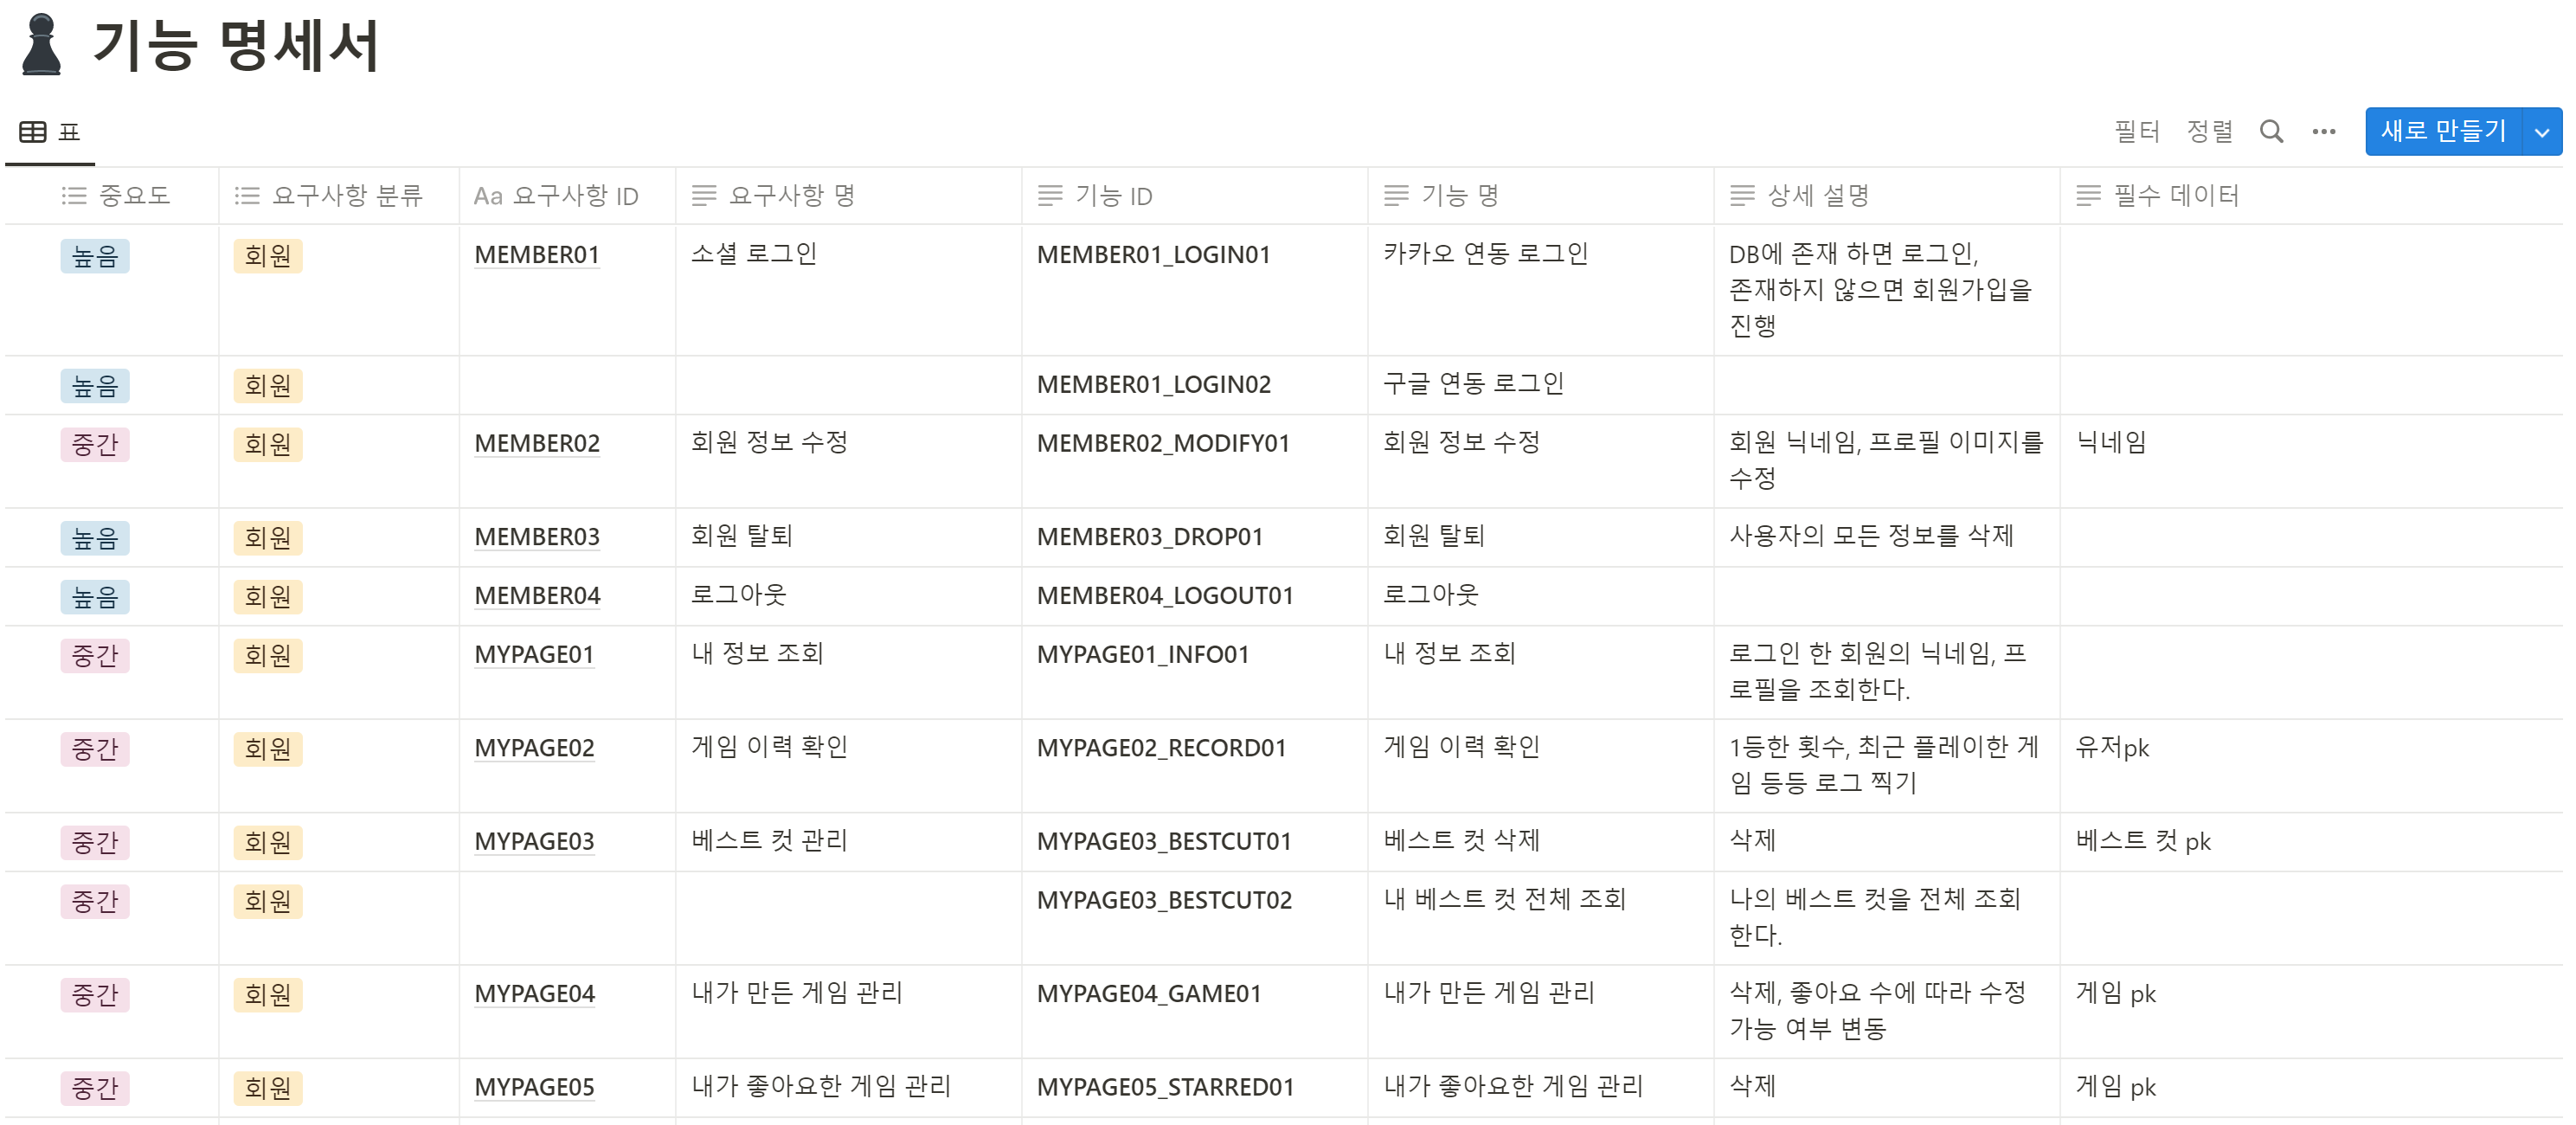 기능 명세서
표
필터 정렬 새로 만들기
중요도 요구사항 분류 Aa 요구사항 ID 요구사항 명 기능 ID 기능 명 상세 설명 필수 데이터
높음 회원 MEMBER01 소셜 로그인 MEMBER01_LOGIN01 카카오 연동 로그인 DB에 존재 하면 로그인,
존재하지 않으면 회원가입을
진행
높음 회원 MEMBER01_LOGIN02 구글 연동 로그인
중간 회원 MEMBER02 회원 정보 수정 MEMBER02_MODIFY01 회원 정보 수정 회원 닉네임, 프로필 이미지를 닉네임
수정
높음 회원 MEMBER03 회원 탈퇴 MEMBER03_DROP01 회원 탈퇴 사용자의 모든 정보를 삭제
높음 회원 MEMBER04 로그아웃 MEMBER04_LOGOUT01 로그아웃
중간 회원 MYPAGE01 내 정보 조회 MYPAGE01_INFO01 내 정보 조회 로그인 한 회원의 닉네임, 프
로필을 조회한다.
중간 회원 MYPAGE02 게임 이력 확인 MYPAGE02_RECORD01 게임 이력 확인 1등한 횟수, 최근 플레이한 게 유저pk
임 등등 로그 찍기
중간 회원 MYPAGE03 베스트 컷 관리 MYPAGE03_BESTCUT01 베스트 컷 삭제 삭제 베스트 컷 pk
중간 회원 MYPAGE03_BESTCUT02 내 베스트 컷 전체 조회 나의 베스트 컷을 전체 조회
한다.
중간 회원 MYPAGE04 내가 만든 게임 관리 MYPAGE04_GAME01 내가 만든 게임 관리 삭제, 좋아요 수에 따라 수정 게임 pk
가능 여부 변동
중간 회원 MYPAGE05 내가 좋아요한 게임 관리 MYPAGE05_STARRED01 내가 좋아요한 게임 관리 삭제 게임 pk